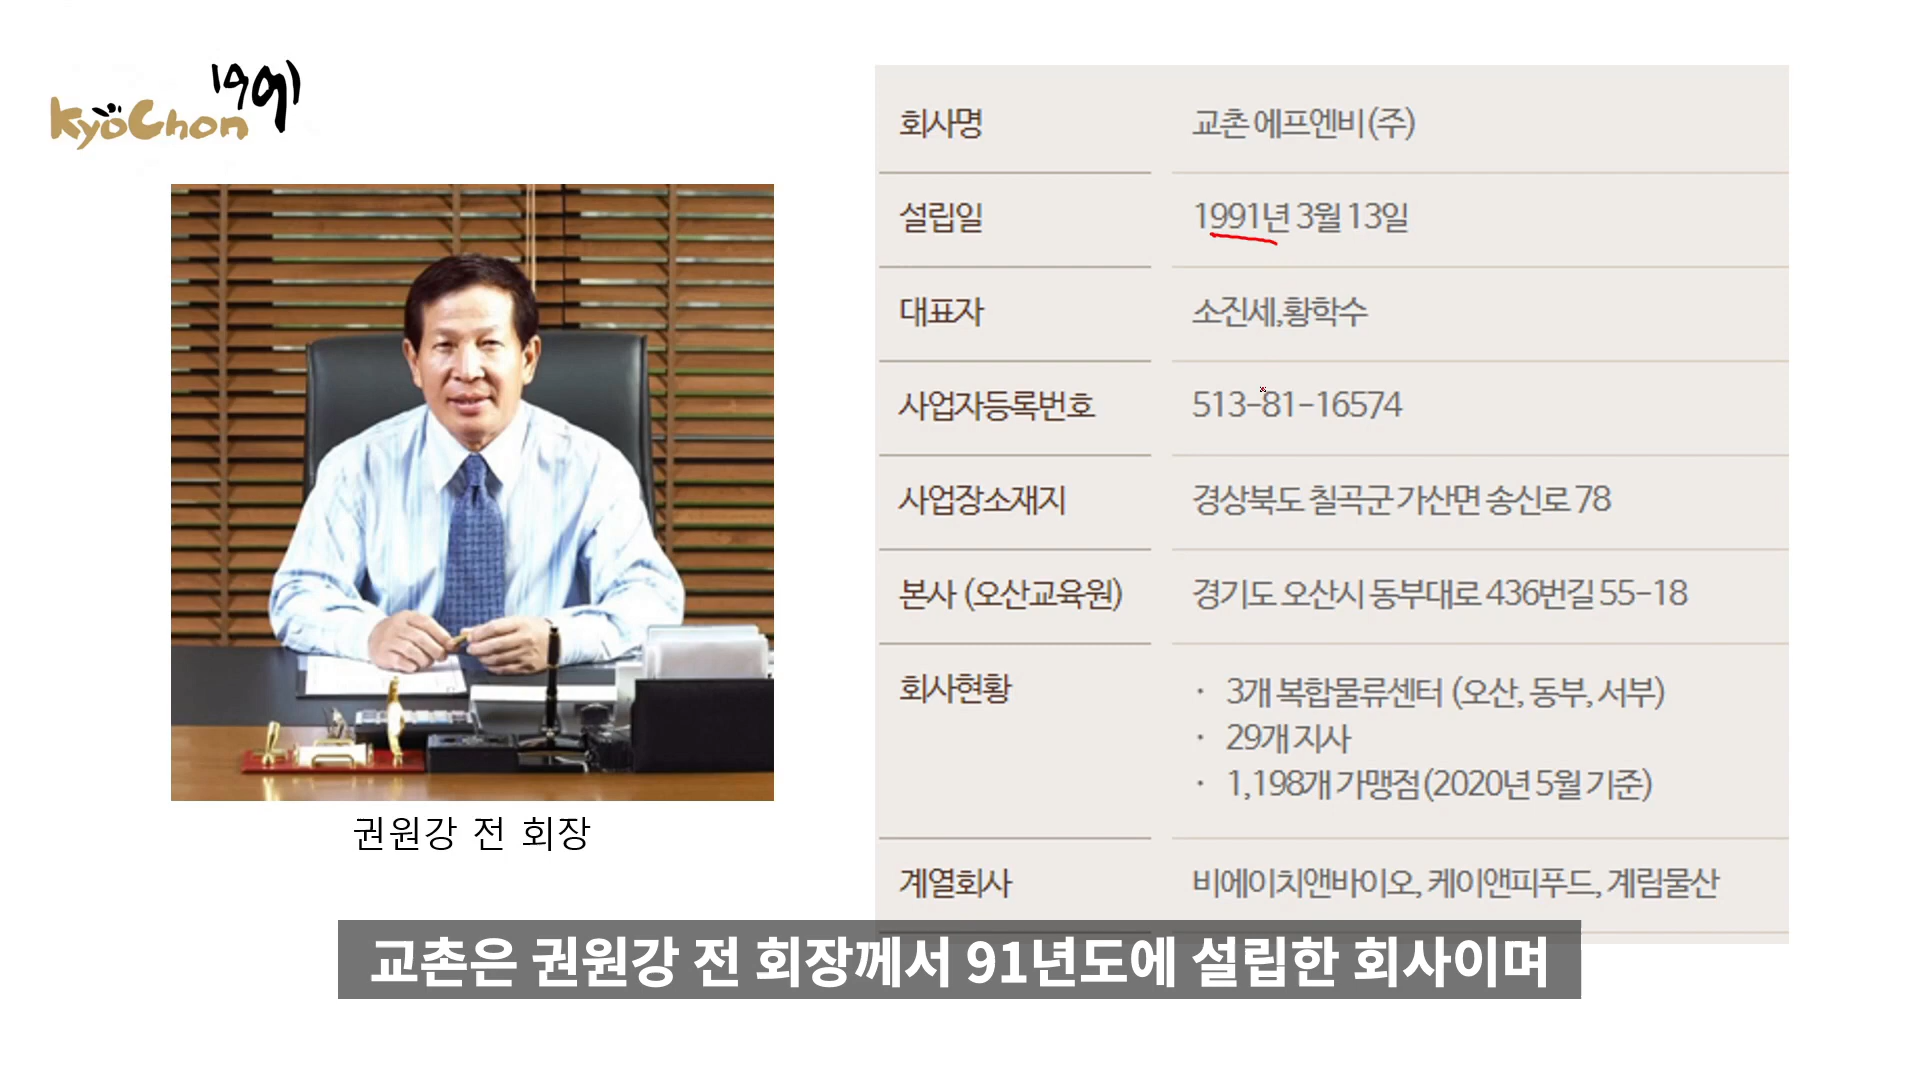 KyoChon 1991
회사명 교촌 에프엔비 (주)
설립일 1991년 3월 13일
대표자 소진세,황학수
사업자등록번호 513-81-16574
사업장소재지 경상북도 칠곡군 가산면 송신로 78
본사 (오산교육원) 경기도 오산시 동부대로 436번길 55-18
회사현황 · 3개 복합물류센터 (오산, 동부, 서부)
· 29개 지사
· 1,198개 가맹점(2020년 5월 기준)
계열회사 비에이치앤바이오, 케이앤피푸드, 계림물산
권원강 전 회장
교촌은 권원강 전 회장께서 91년도에 설립한 회사이며